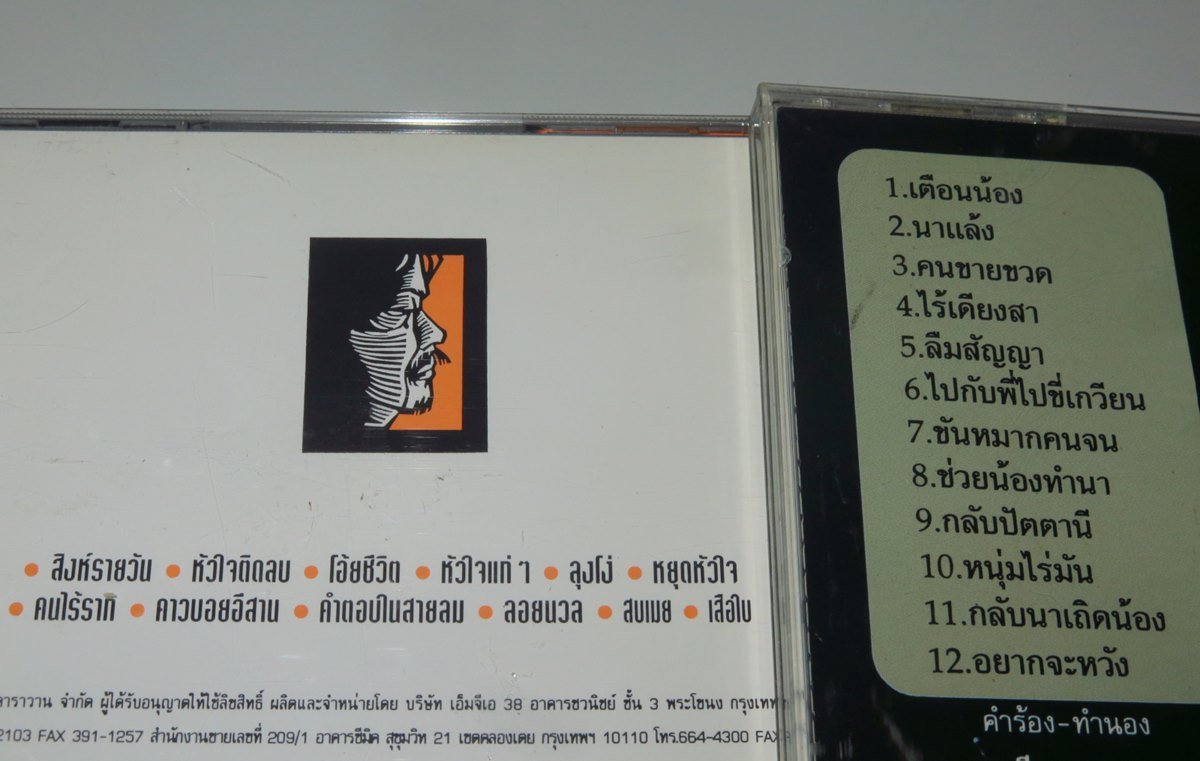 • สิงห์รายวัน • หัวใจติดลบ • โอ้ยชีวิต • หัวใจแก่ ๆ • ลุงโง่ • หยุดหัวใจ
• คนไร้ราก • คาวบอยอีสาน • คำตอบในสายลม • ลอยนวล • สบเมย • เสือใบ
คาราวาน จำกัด ผู้ได้รับอนุญาตให้ใช้ลิขสิทธิ์ ผลิตและจำหน่ายโดย บริษัท เอ็มจีเอ 38 อาคารชวนิชย์ ชั้น 3 พระโขนง กรุงเทพ
2103 FAX 391-1257 สำนักงานขายเลขที่ 209/1 อาคารซีมิค สุขุมวิท 21 เขตคลองเตย กรุงเทพฯ 10110 โทร.664-4300 FAX
1.เตือนน้อง
2.นาแล้ง
3.คนขายขวด
4.ไร้เดียงสา
5.ลืมสัญญา
6.ไปกับพี่ไปขี่เกวียน
7.ขันหมากคนจน
8.ช่วยน้องทำนา
9.กลับปัตตานี
10.หนุ่มไร่มัน
11.กลับนาเถิดน้อง
12.อยากจะหวัง
คำร้อง-ทำนอง